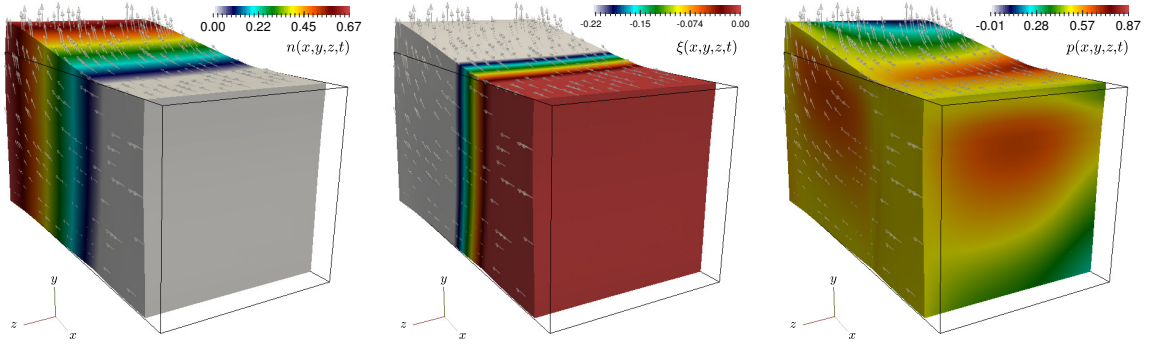 0.00 0.22 0.45 0.67
n(x,y,z,t)
y
z
x
-0.22 -0.15 -0.074 0.00
ξ(x,y,z,t)
y
z
x
-0.01 0.28 0.57 0.87
p(x,y,z,t)
y
z
x